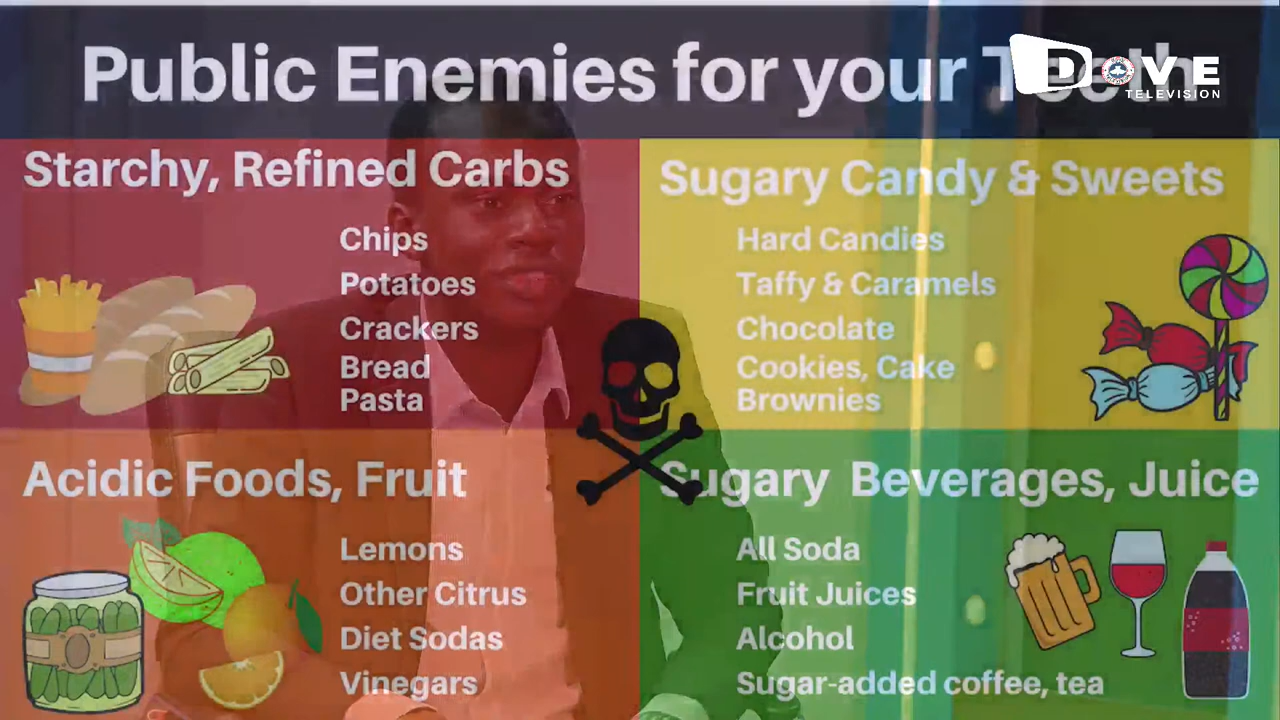 Public Enemies for your Teeth
DOVE
TELEVISION
Starchy, Refined Carbs
Chips
Potatoes
Crackers
Bread
Pasta
Sugary Candy & Sweets
Hard Candies
Taffy & Caramels
Chocolate
Cookies, Cake
Brownies
Acidic Foods, Fruit
Lemons
Other Citrus
Diet Sodas
Vinegars
Sugary Beverages, Juice
All Soda
Fruit Juices
Alcohol
Sugar-added coffee, tea